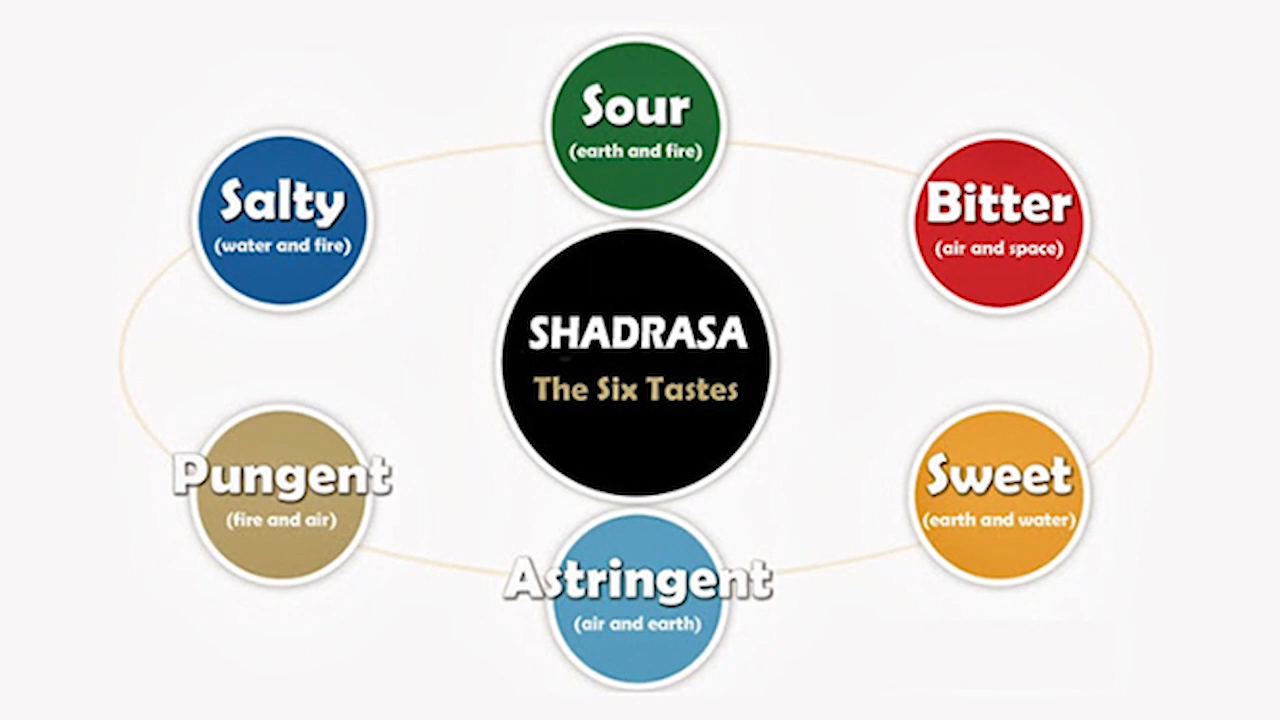 Sour
(earth and fire)
Salty
(water and fire)
Bitter
(air and space)
SHADRASA
The Six Tastes
Pungent
(fire and air)
Sweet
(earth and water)
Astringent
(air and earth)